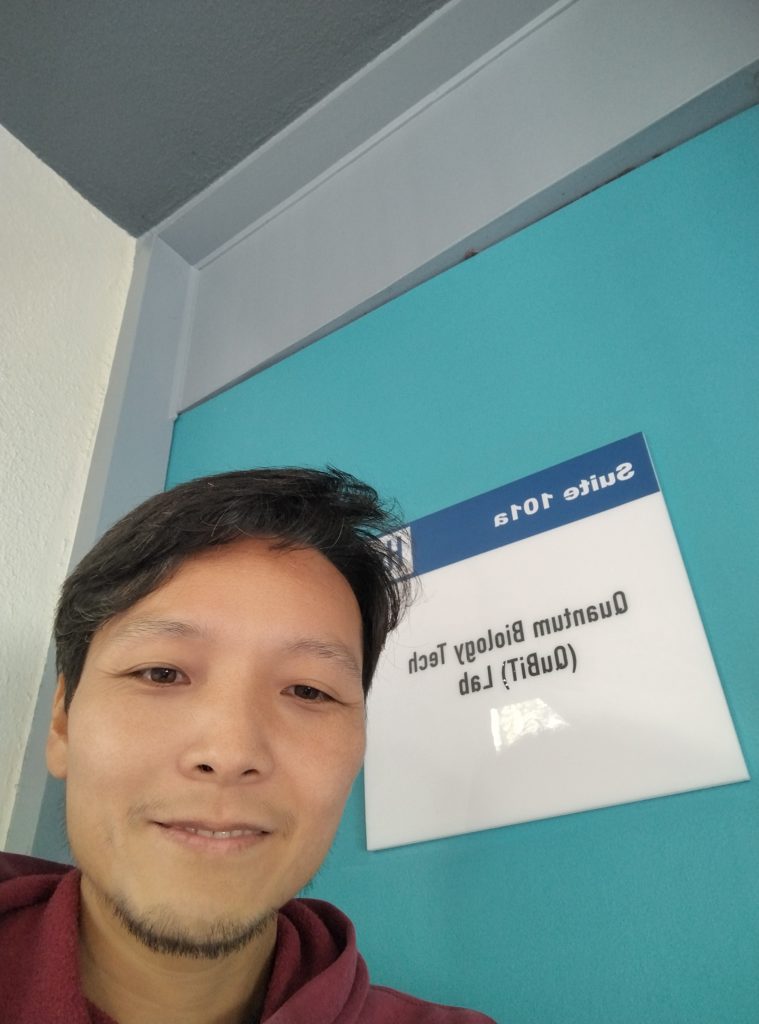 Suite 101a
Quantum Biology Tech
(QuBiT) Lab